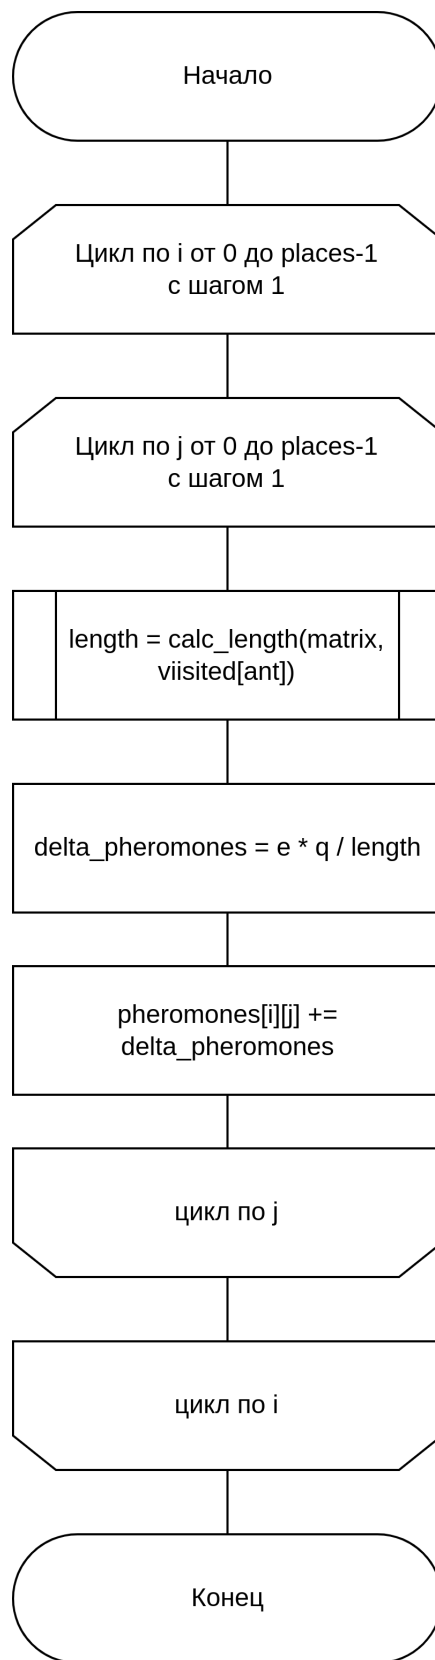 Начало
Цикл по i от 0 до places-1
с шагом 1
Цикл по j от 0 до places-1
с шагом 1
length = calc_length(matrix,
viisited[ant])
delta_pheromones = e * q / length
pheromones[i][j] +=
delta_pheromones
цикл по j
цикл по i
Конец